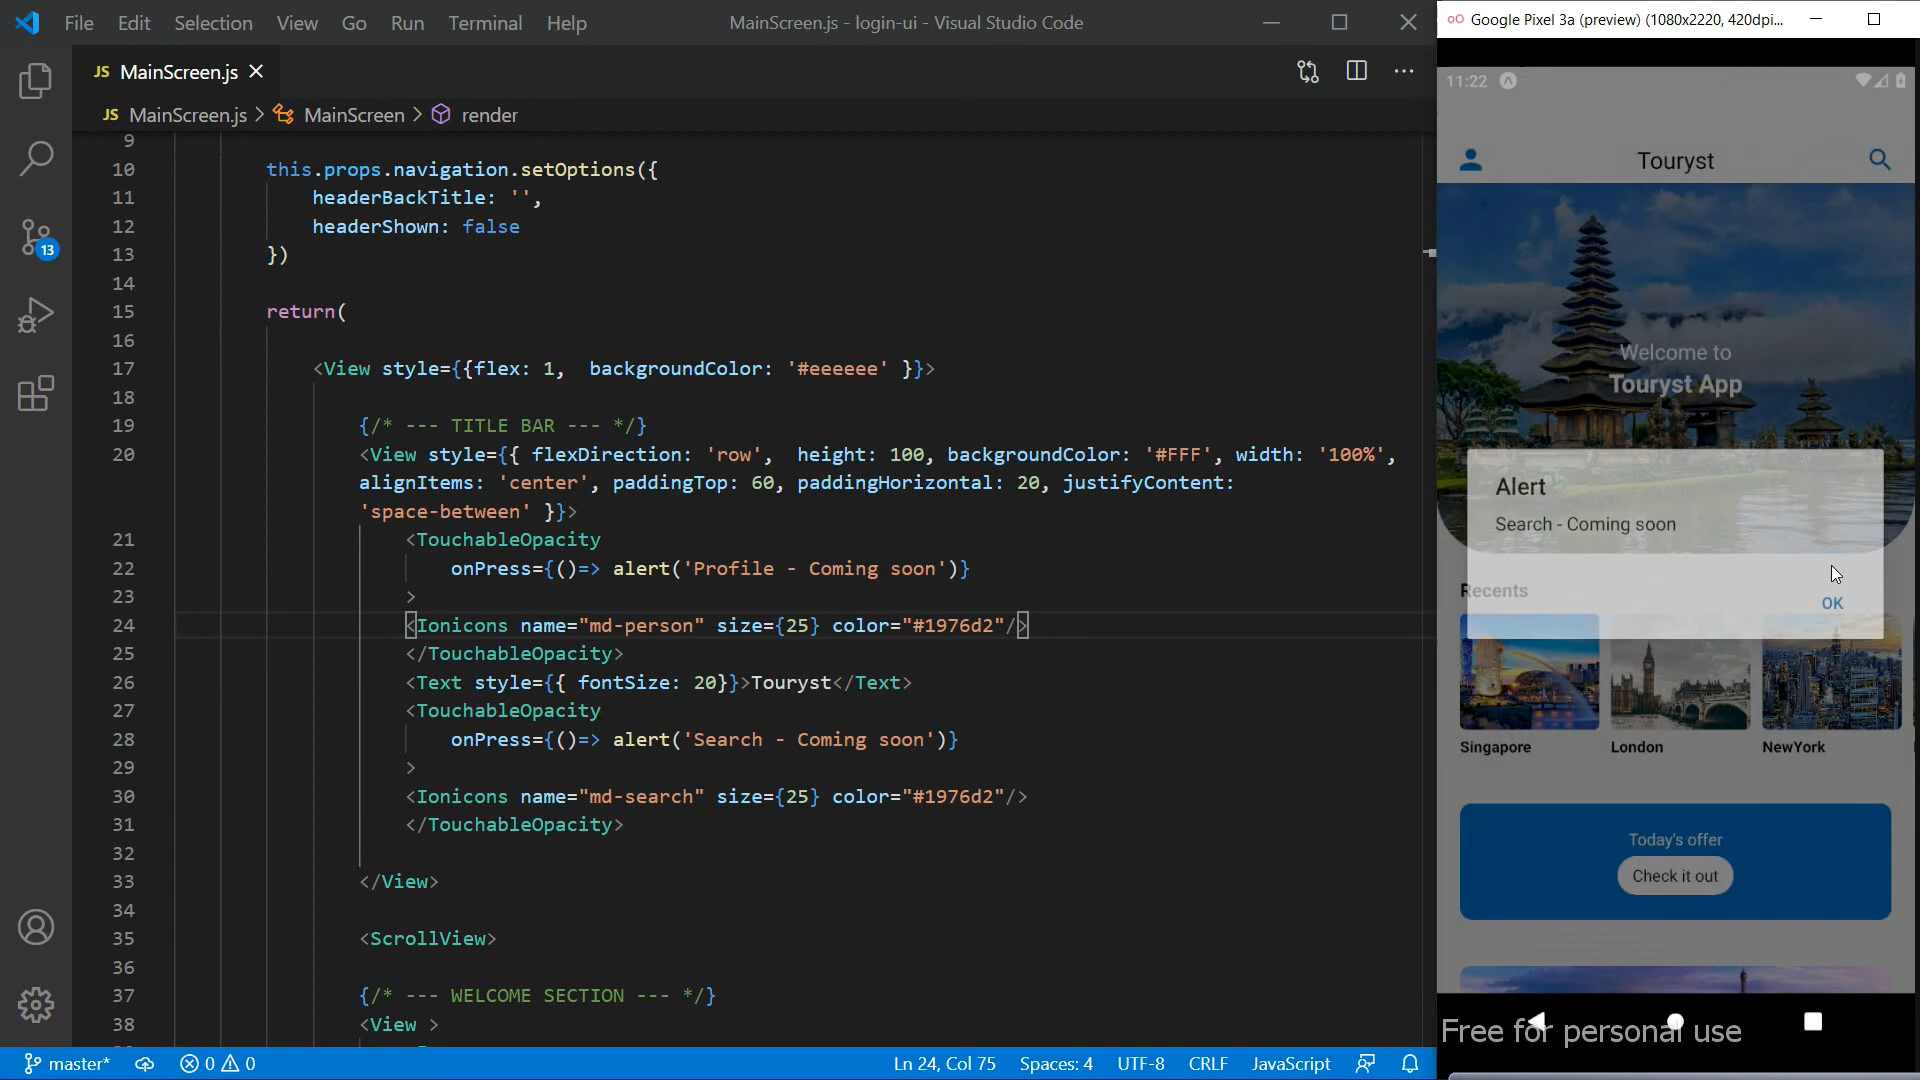 File Edit Selection View Go Run Terminal Help
MainScreen.js - login-ui - Visual Studio Code
JS MainScreen.js
JS MainScreen.js > MainScreen > render
9
10 this.props.navigation.setOptions({
11 headerBackTitle: '',
12 headerShown: false
13 })
14
15 return(
16
17 <View style={{flex: 1,  backgroundColor: '#eeeeee' }}>
18
19 {/* --- TITLE BAR --- */}
20 <View style={{ flexDirection: 'row',  height: 100, backgroundColor: '#FFF', width: '100%',
alignItems: 'center', paddingTop: 60, paddingHorizontal: 20, justifyContent:
'space-between' }}>
21 <TouchableOpacity
22 onPress={()=> alert('Profile - Coming soon')}
23 >
24 <Ionicons name="md-person" size={25} color="#1976d2"/>
25 </TouchableOpacity>
26 <Text style={{ fontSize: 20}}>Touryst</Text>
27 <TouchableOpacity
28 onPress={()=> alert('Search - Coming soon')}
29 >
30 <Ionicons name="md-search" size={25} color="#1976d2"/>
31 </TouchableOpacity>
32
33 </View>
34
35 <ScrollView>
36
37 {/* --- WELCOME SECTION --- */}
38 <View >
13
master* 0 0
Ln 24, Col 75 Spaces: 4 UTF-8 CRLF JavaScript
Google Pixel 3a (preview) (1080x2220, 420dpi...
11:22
Touryst
Welcome to
Touryst App
Alert
Search - Coming soon
OK
Recents
Singapore London NewYork
Today's offer
Check it out
Free for personal use